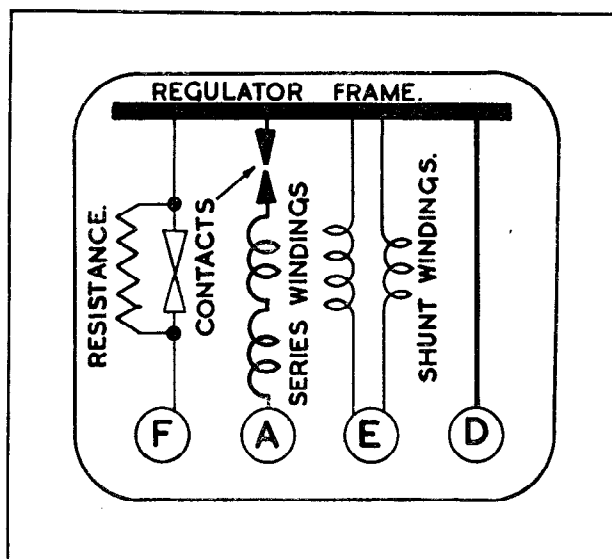 REGULATOR FRAME.
RESISTANCE.
CONTACTS
SERIES WINDINGS
SHUNT WINDINGS.
F A E D